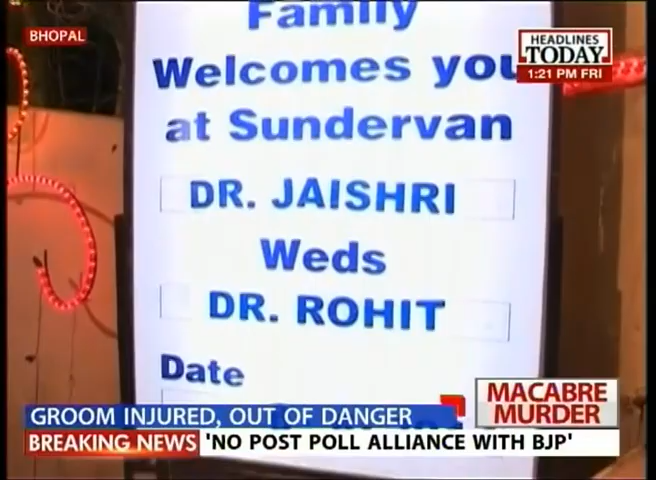 BHOPAL
HEADLINES
TODAY
1:21 PM FRI
Family
Welcomes you
at Sundervan
DR. JAISHRI
Weds
DR. ROHIT
Date
MACABRE
MURDER
GROOM INJURED, OUT OF DANGER
BREAKING NEWS 'NO POST POLL ALLIANCE WITH BJP'